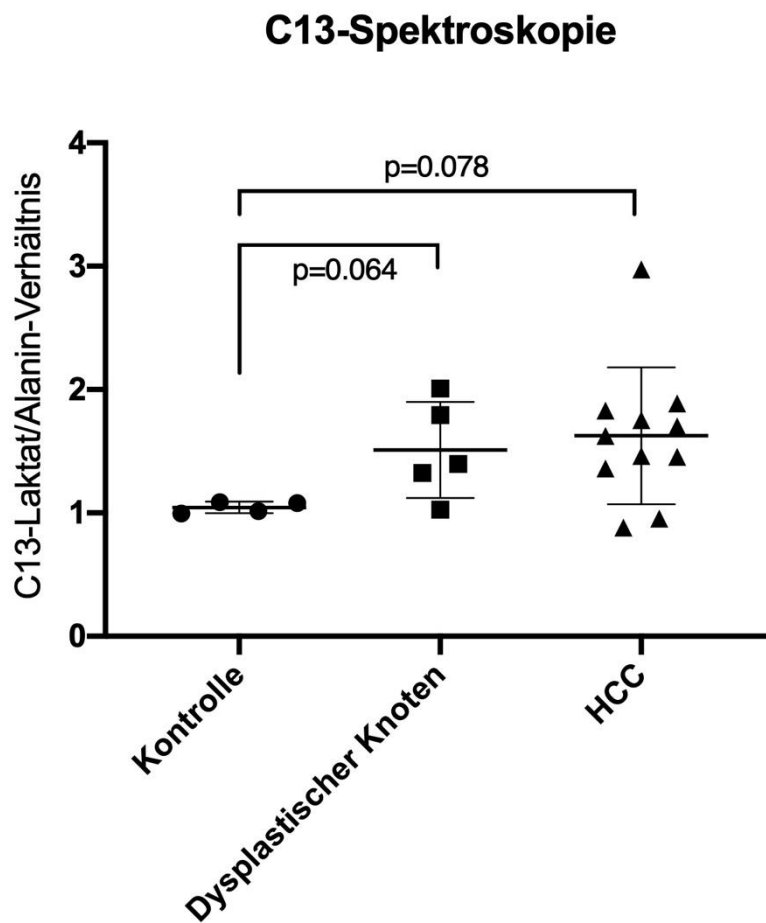 C13-Spektroskopie
C13-Laktat/Alanin-Verhältnis
4
3
2
1
0
p=0.078
p=0.064
Kontrolle
Dysplastischer Knoten
HCC